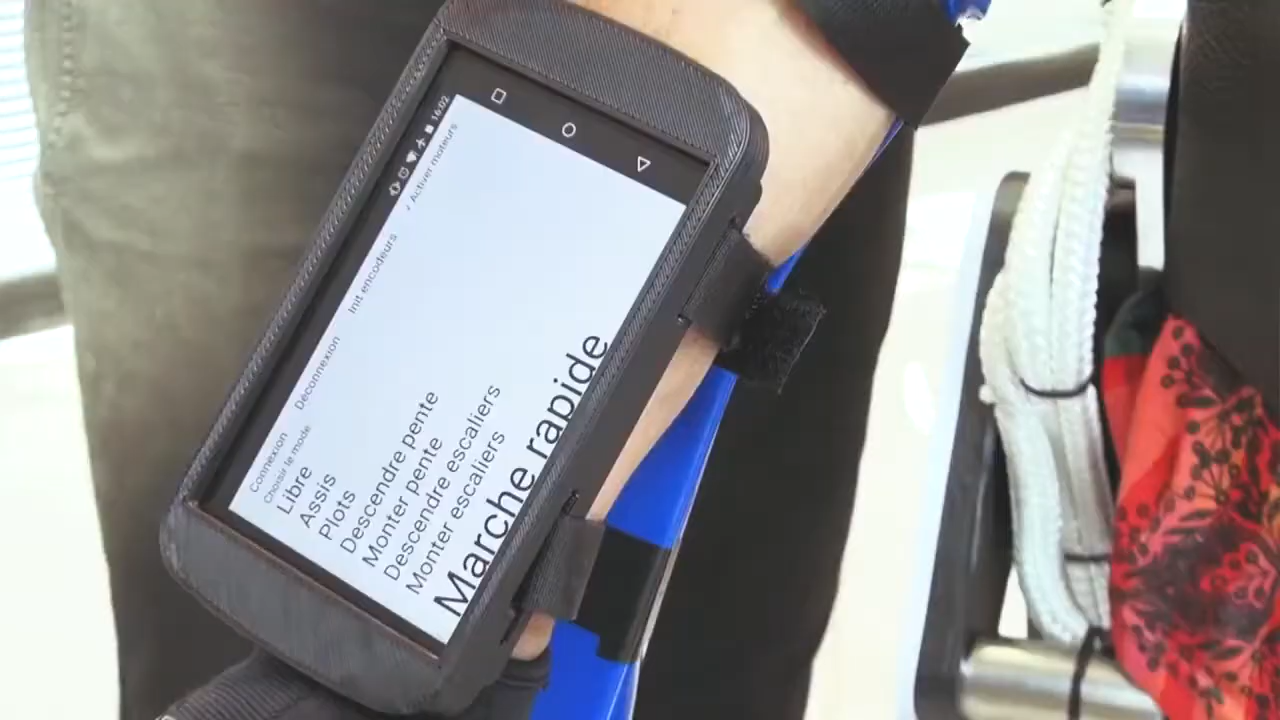 16:02
Connexion Déconnexion Init encodeurs ✓ Activer moteurs
Choisir le mode
Libre
Assis
Plots
Descendre pente
Monter pente
Descendre escaliers
Monter escaliers
Marche rapide